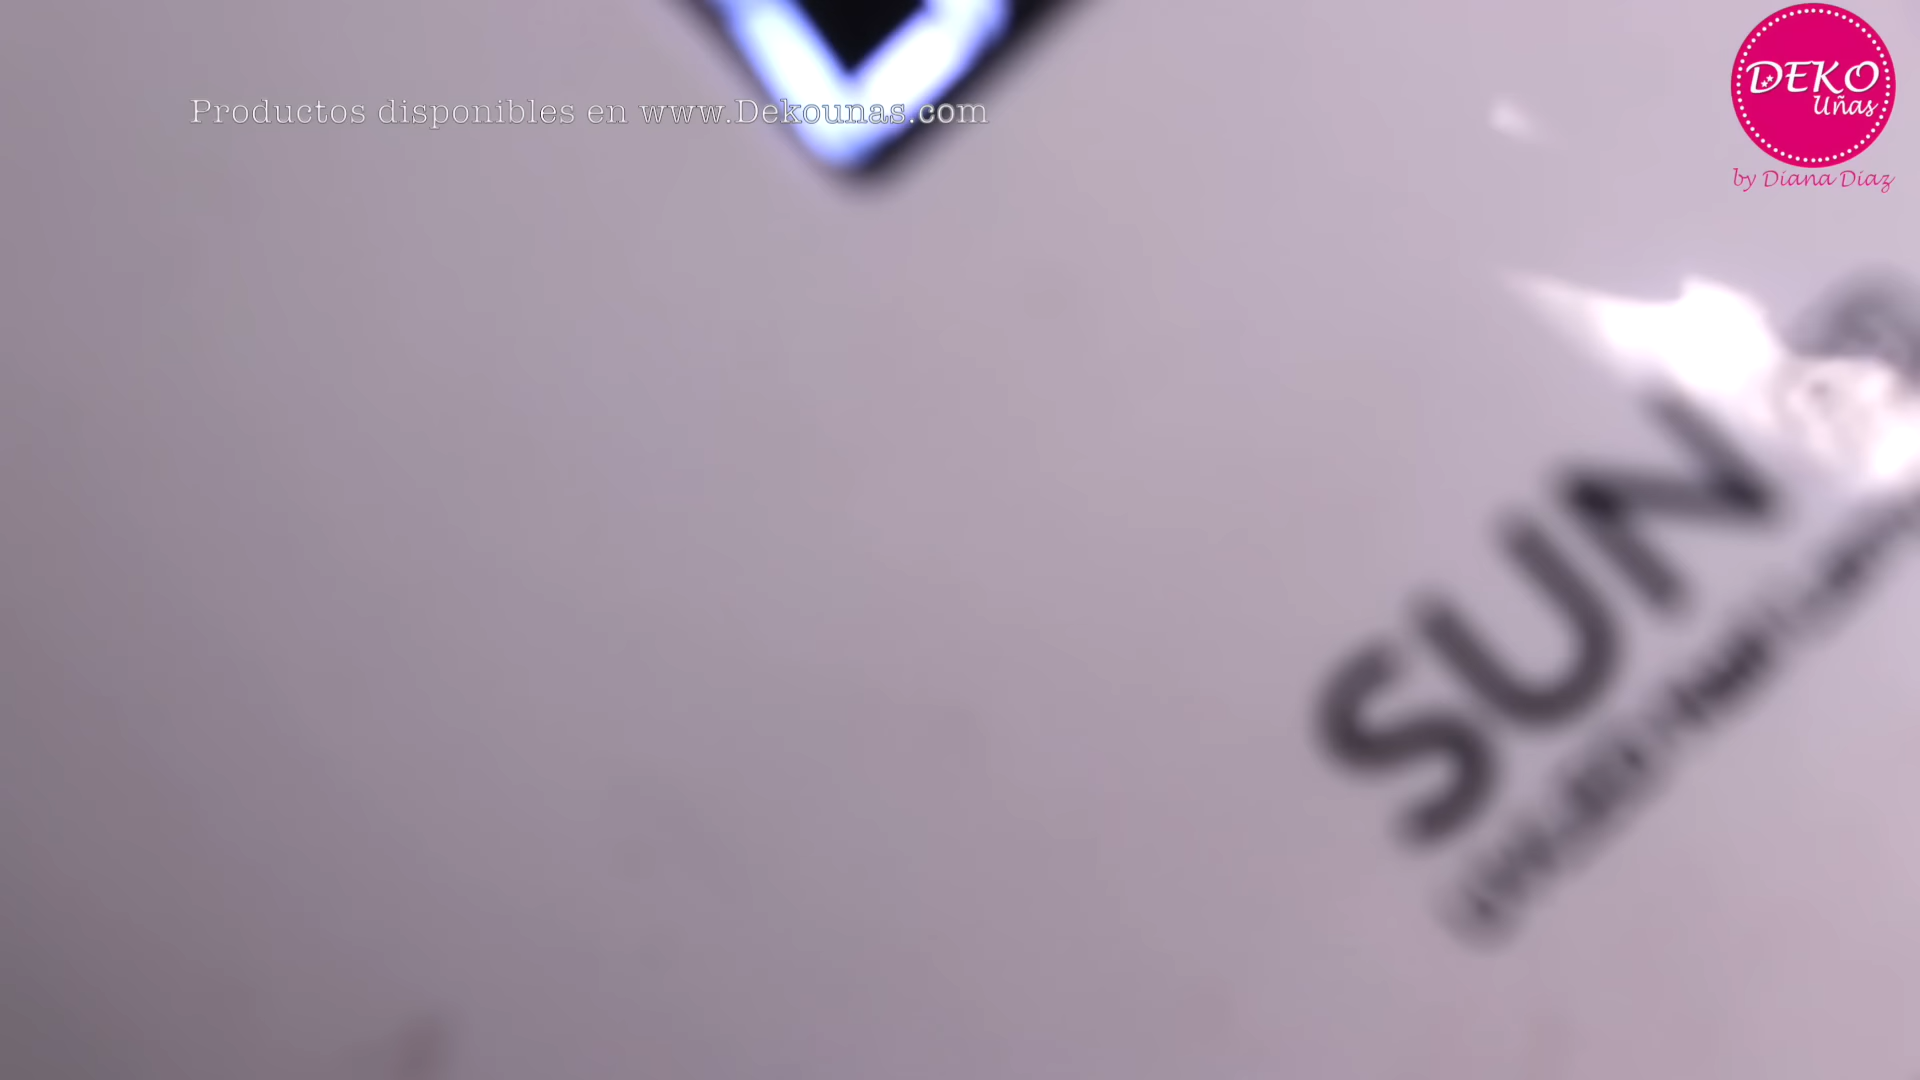 Productos disponibles en www.Dekounas.com
DEKO
Uñas
by Diana Diaz
SUN